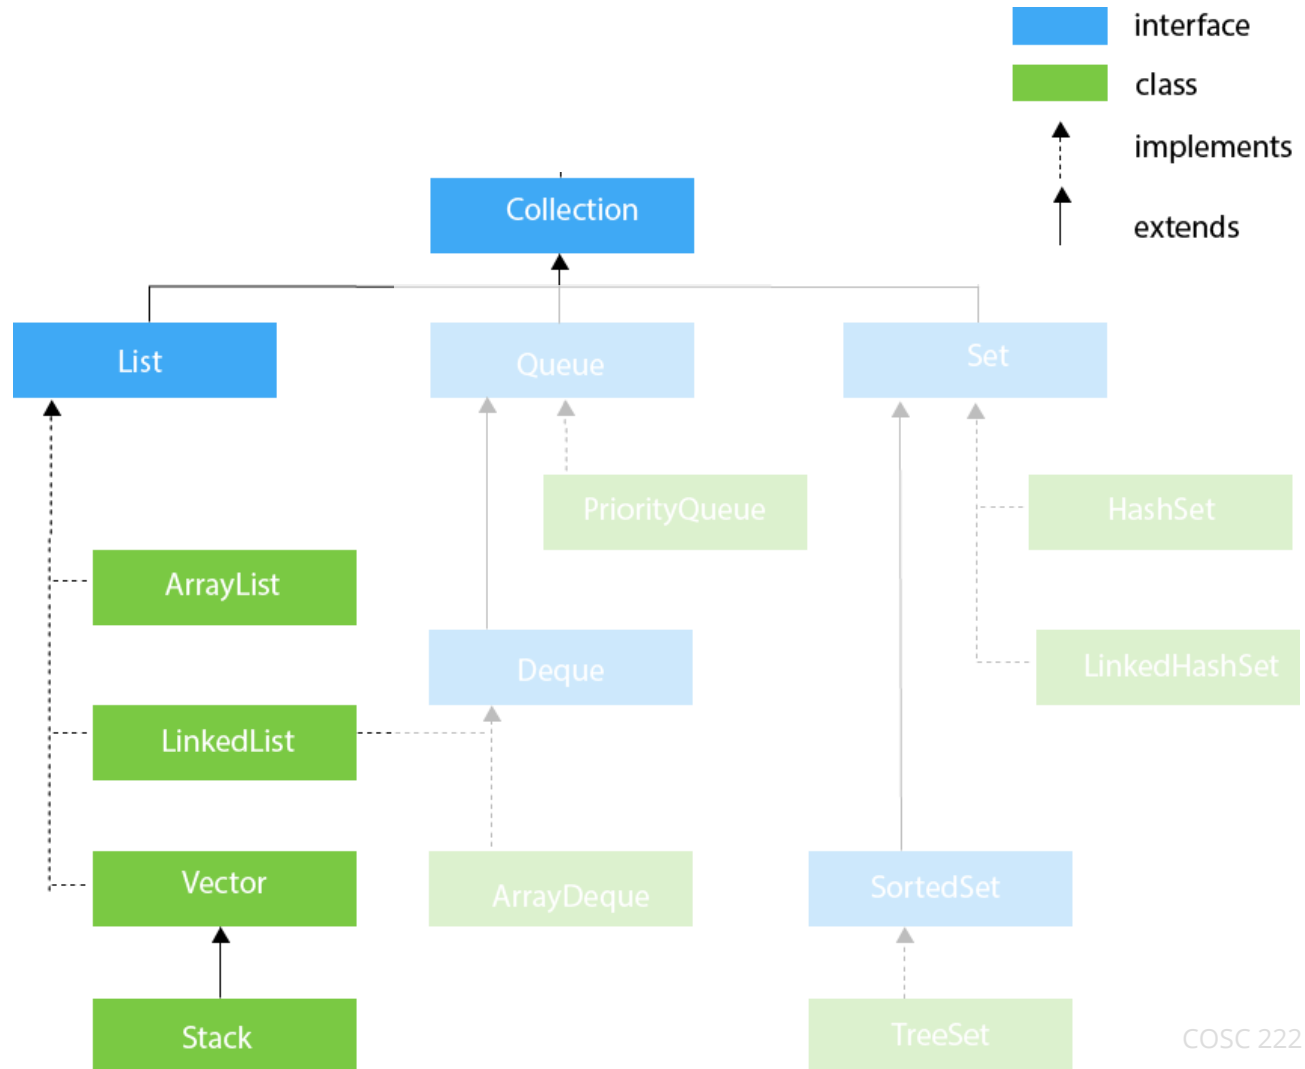 interface
class
implements
extends
Collection
List
Queue
Set
PriorityQueue
HashSet
ArrayList
Deque
LinkedHashSet
LinkedList
Vector
ArrayDeque
SortedSet
Stack
TreeSet
COSC 222